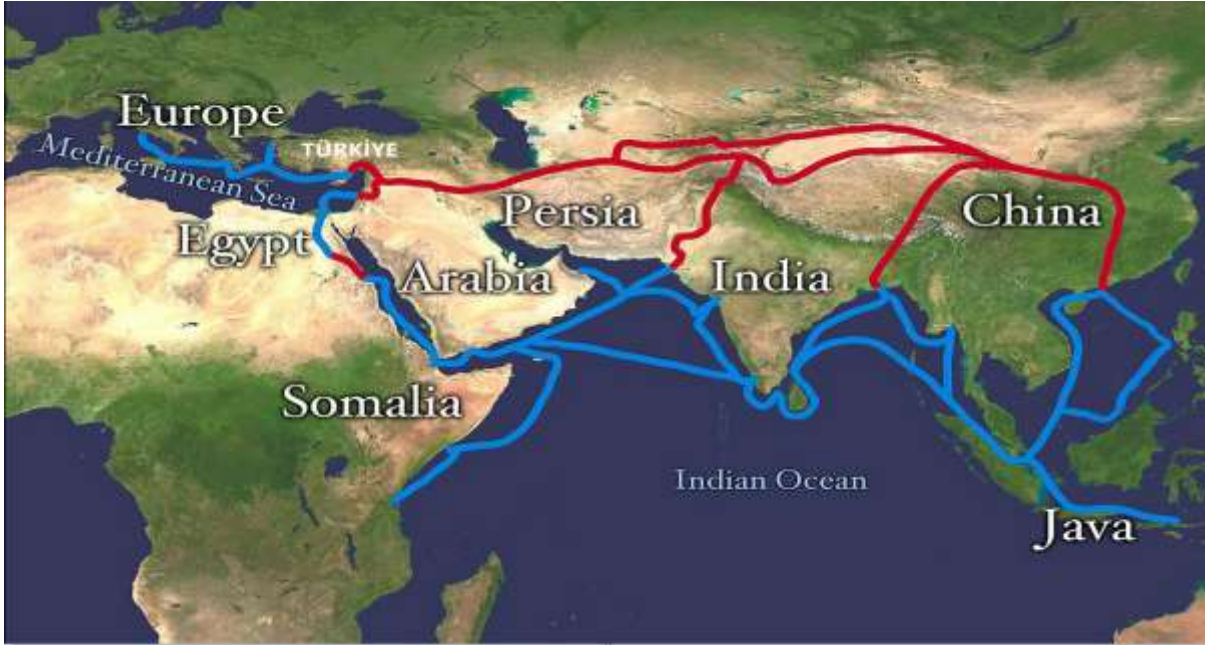 Europe
TÜRKİYE
Mediterranean Sea
Persia
China
Egypt
Arabia
India
Somalia
Indian Ocean
Java